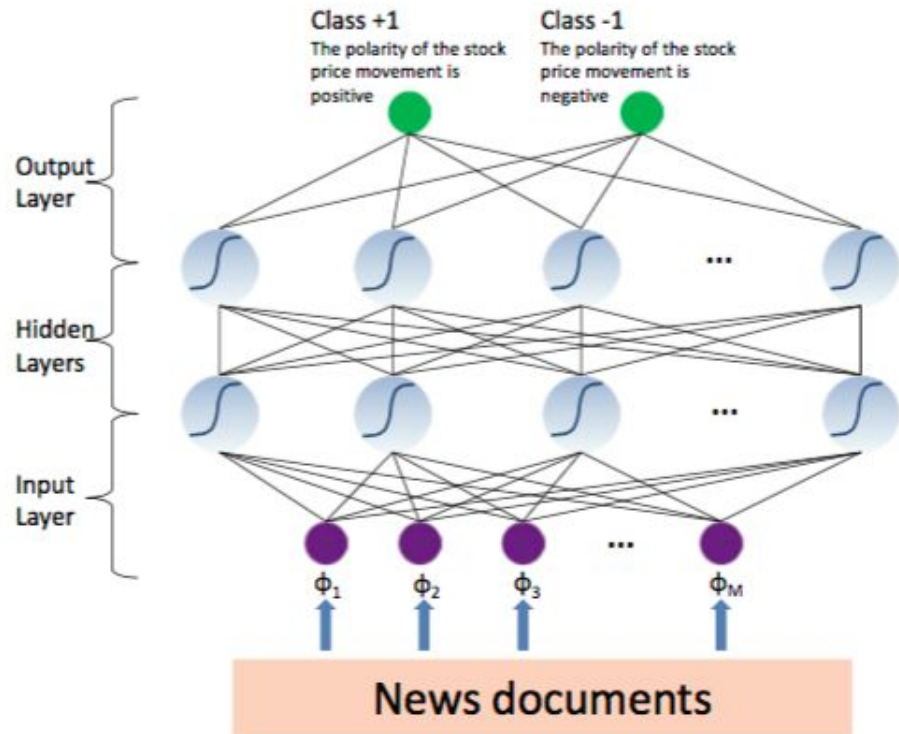 Class +1
The polarity of the stock
price movement is
positive
Class -1
The polarity of the stock
price movement is
negative
Output
Layer
...
Hidden
Layers
...
Input
Layer
...
Φ1
Φ2
Φ3
ΦM
News documents